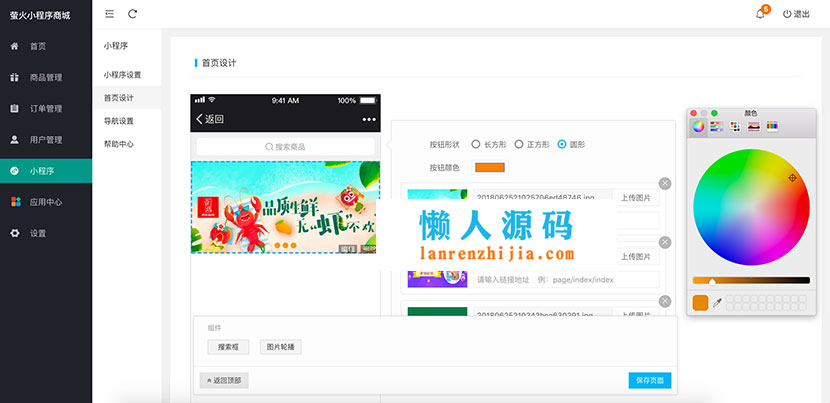 萤火小程序商城
5
退出
首页
商品管理
订单管理
用户管理
小程序
应用中心
设置
小程序
小程序设置
首页设计
导航设置
帮助中心
首页设计
9:41 AM
100%
返回
搜索商品
品质生鲜
尤"虾"不欢
编辑
删除
按钮形状
长方形
正方形
圆形
按钮颜色
上传图片
上传图片
请输入链接地址 例：page/index/index
20180625210242bea630291.jpg
懒人源码
lanrenzhijia.com
颜色
组件
搜索框
图片轮播
返回顶部
保存页面